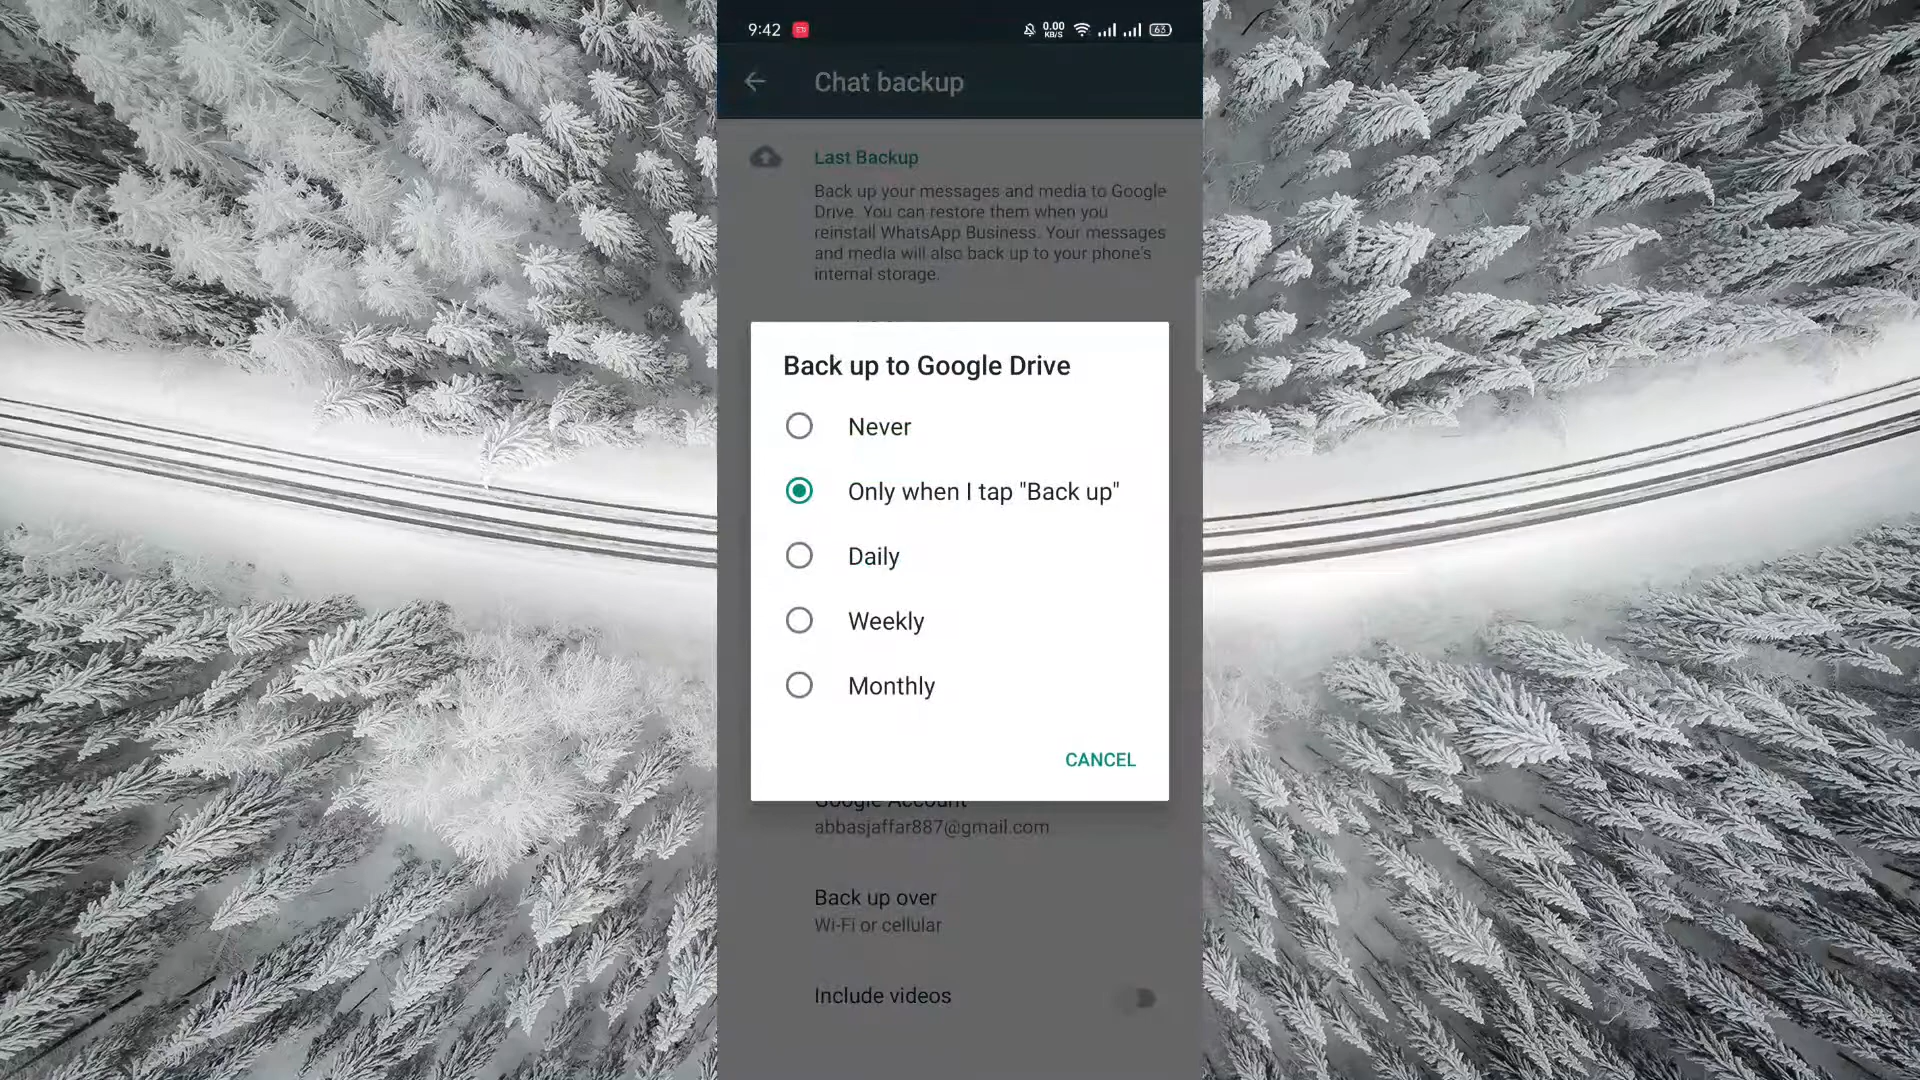 9:42
0.00
KB/S
63
Chat backup
Last Backup
Back up your messages and media to Google
Drive. You can restore them when you
reinstall WhatsApp Business. Your messages
and media will also back up to your phone's
internal storage.
Back up to Google Drive
Never
Only when I tap "Back up"
Daily
Weekly
Monthly
CANCEL
Google Account
abbasjaffar887@gmail.com
Back up over
Wi-Fi or cellular
Include videos